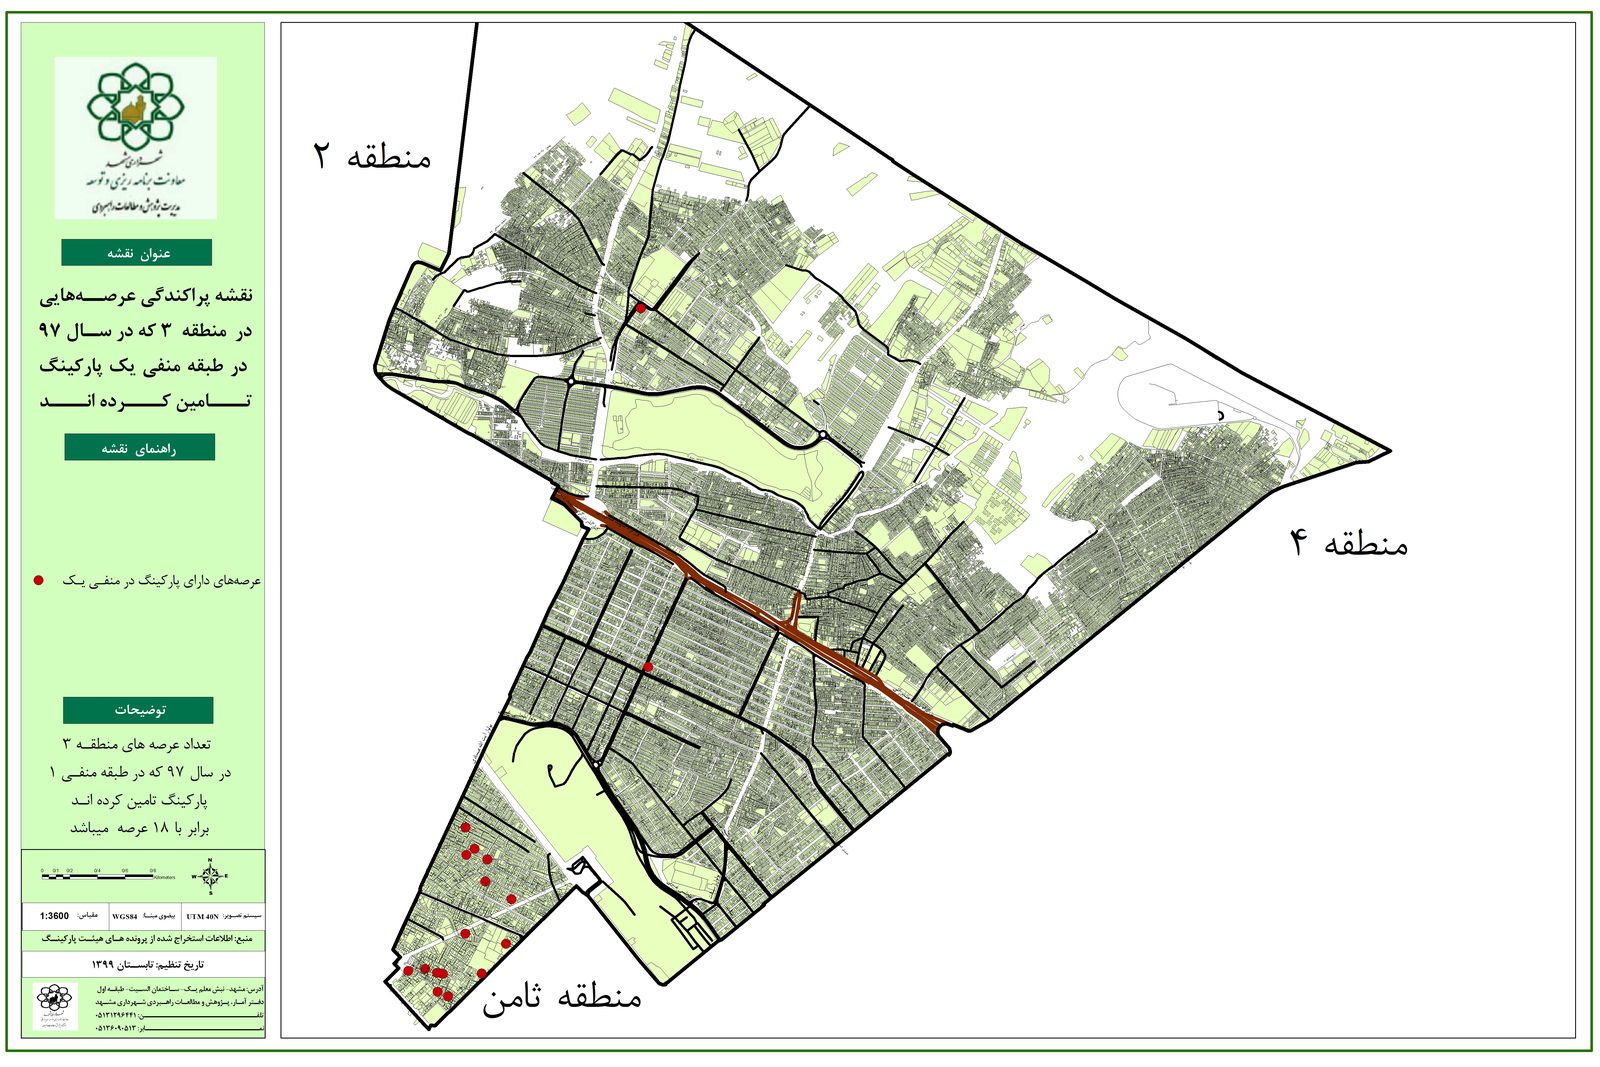 شهرداری مشهد
معاونت برنامه ریزی و توسعه
مدیریت پژوهش و مطالعات راهبردی
عنوان نقشه
نقشه پراکندگی عرصه‌هایی
در منطقه ۳ که در سال ۹۷
در طبقه منفی یک پارکینگ
تامین کرده اند
راهنمای نقشه
عرصه‌های دارای پارکینگ در منفی یک
توضیحات
تعداد عرصه های منطقه ۳
در سال ۹۷ که در طبقه منفی ۱
پارکینگ تامین کرده اند
برابر با ۱۸ عرصه میباشد
N
W E
S
0 0/1 0/2 0/4 0/6 0/8
Kilometers
سیستم تصویر: UTM 40N بیضوی مبنا: WGS84 مقیاس: 1:3600
منبع: اطلاعات استخراج شده از پرونده های هیئت پارکینگ
تاریخ تنظیم: تابستان ۱۳۹۹
آدرس: مشهد - نبش معلم یک - ساختمان السیت - طبقه اول
دفتر آمار، پژوهش و مطالعات راهبردی شهرداری مشهد
تلفن: ۰۵۱۳۱۲۹۶۴۴۱
نمابر: ۰۵۱۳۶۰۹۰۵۱۳
منطقه ۲
منطقه ۴
منطقه ثامن